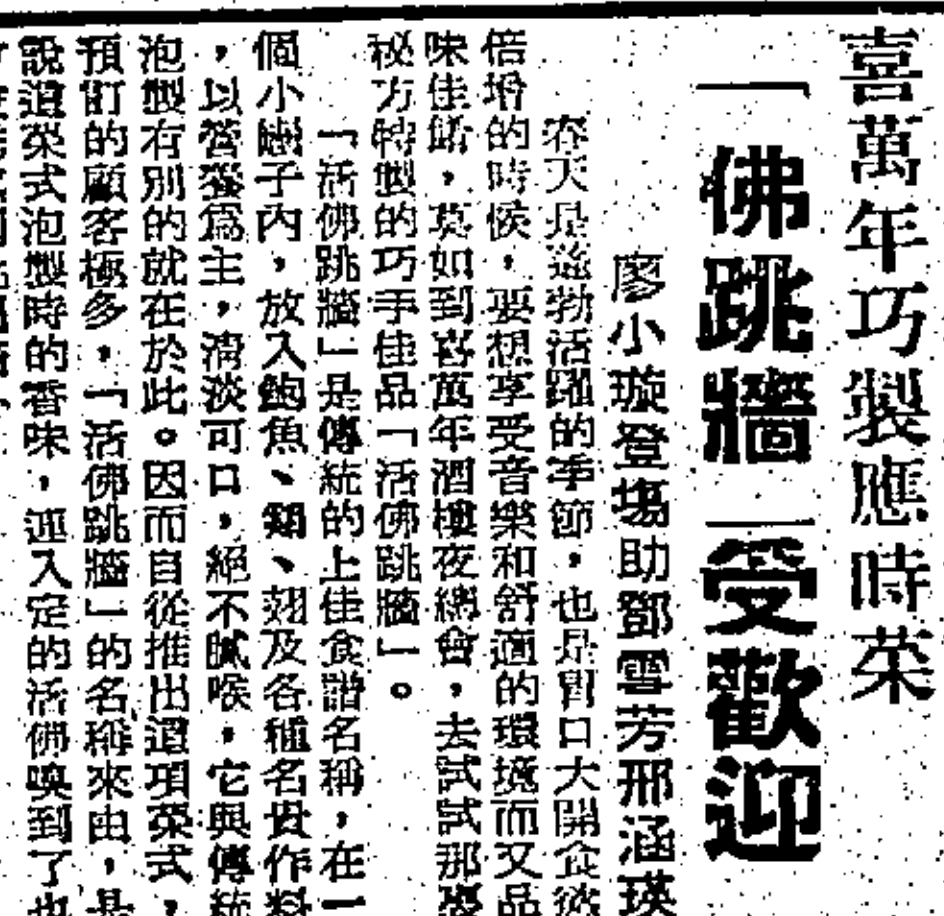 喜萬年巧製應時菜
「佛跳牆」受歡迎
廖小璇登場助鄧雪芳邢涵瑛
春天是蓬勃活躍的季節，也是胃口大開食慾
倍增的時候，要想享受音樂和舒適的環境而又品
味佳餚，莫如到喜萬年酒樓夜總會，去試試那
秘方特製的巧手佳品「活佛跳牆」。
「活佛跳牆」是傳統的上佳食譜名稱，在一
個小罈子內，放入鮑魚、翅及各種名貴作料
，以營養為主，清淡可口，絕不膩喉，它與傳統
泡製有別的就在於此。因而自從推出這項菜式，
預訂的顧客極多，「活佛跳牆」的名稱來由，是
說這菜式泡製時的香味，連入定的活佛嗅到了也